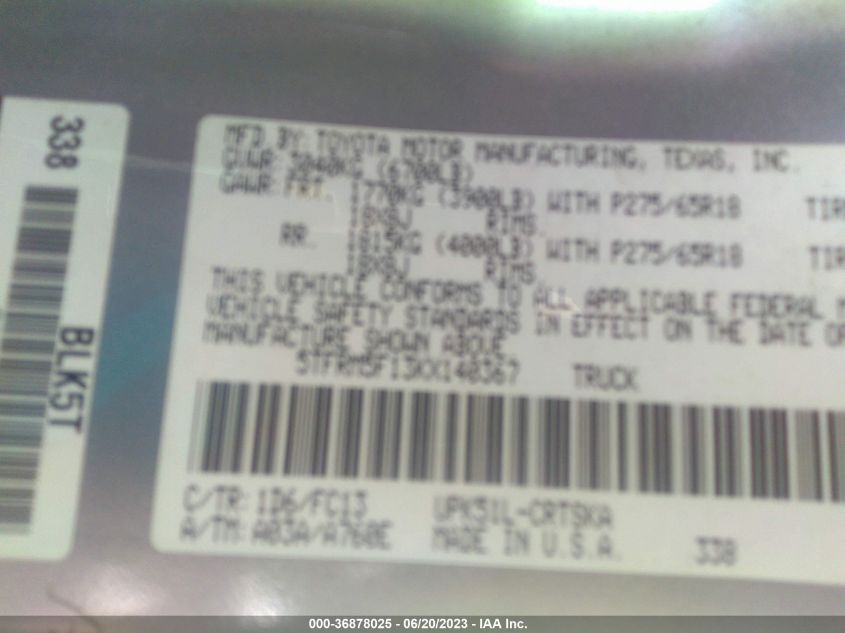 338
BLK5T
MFD. BY: TOYOTA MOTOR MANUFACTURING, TEXAS, INC.
GVWR: 3040KG (6700LB)
GAWR: FRT. 1770KG (3900LB) WITH P275/65R18 TIR
18X8J RIMS.
RR. 1815KG (4000LB) WITH P275/65R18 TIR
18X8J RIMS.
THIS VEHICLE CONFORMS TO ALL APPLICABLE FEDERAL M
VEHICLE SAFETY STANDARDS IN EFFECT ON THE DATE OF
MANUFACTURE SHOWN ABOVE
TRUCK
C/TR: 1D6/FC13 UPK51L-CRTSKA
A/TM: A03A/A760E MADE IN U.S.A. 338
000-36878025 - 06/20/2023 - IAA Inc.